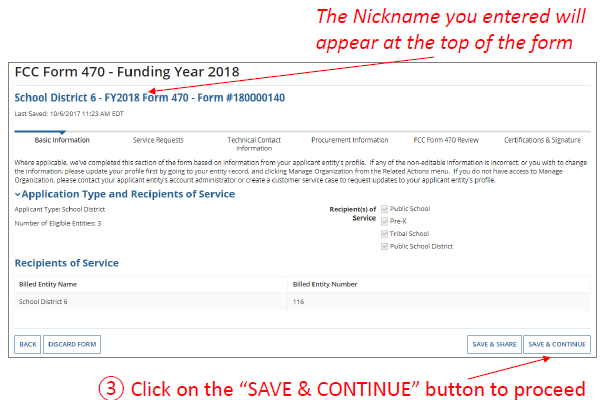 The Nickname you entered will
appear at the top of the form
FCC Form 470 - Funding Year 2018
School District 6 - FY2018 Form 470 - Form #180000140
Last Saved: 10/6/2017 11:23 AM EDT
Basic Information Service Requests Technical Contact Information Procurement Information FCC Form 470 Review Certifications & Signature
Where applicable, we've completed this section of the form based on information from your applicant entity's profile. If any of the non-editable information is incorrect, or you wish to change
the information, please update your profile first by going to your entity record, and clicking Manage Organization from the Related Actions menu. If you do not have access to Manage
Organization, please contact your applicant entity's account administrator or create a customer service case to request updates to your applicant entity's profile.
Application Type and Recipients of Service
Applicant Type: School District
Number of Eligible Entities: 3
Recipient(s) of
Service
Public School
Pre-K
Tribal School
Public School District
Recipients of Service
Billed Entity Name Billed Entity Number
School District 6 116
BACK DISCARD FORM SAVE & SHARE SAVE & CONTINUE
3 Click on the “SAVE & CONTINUE” button to proceed